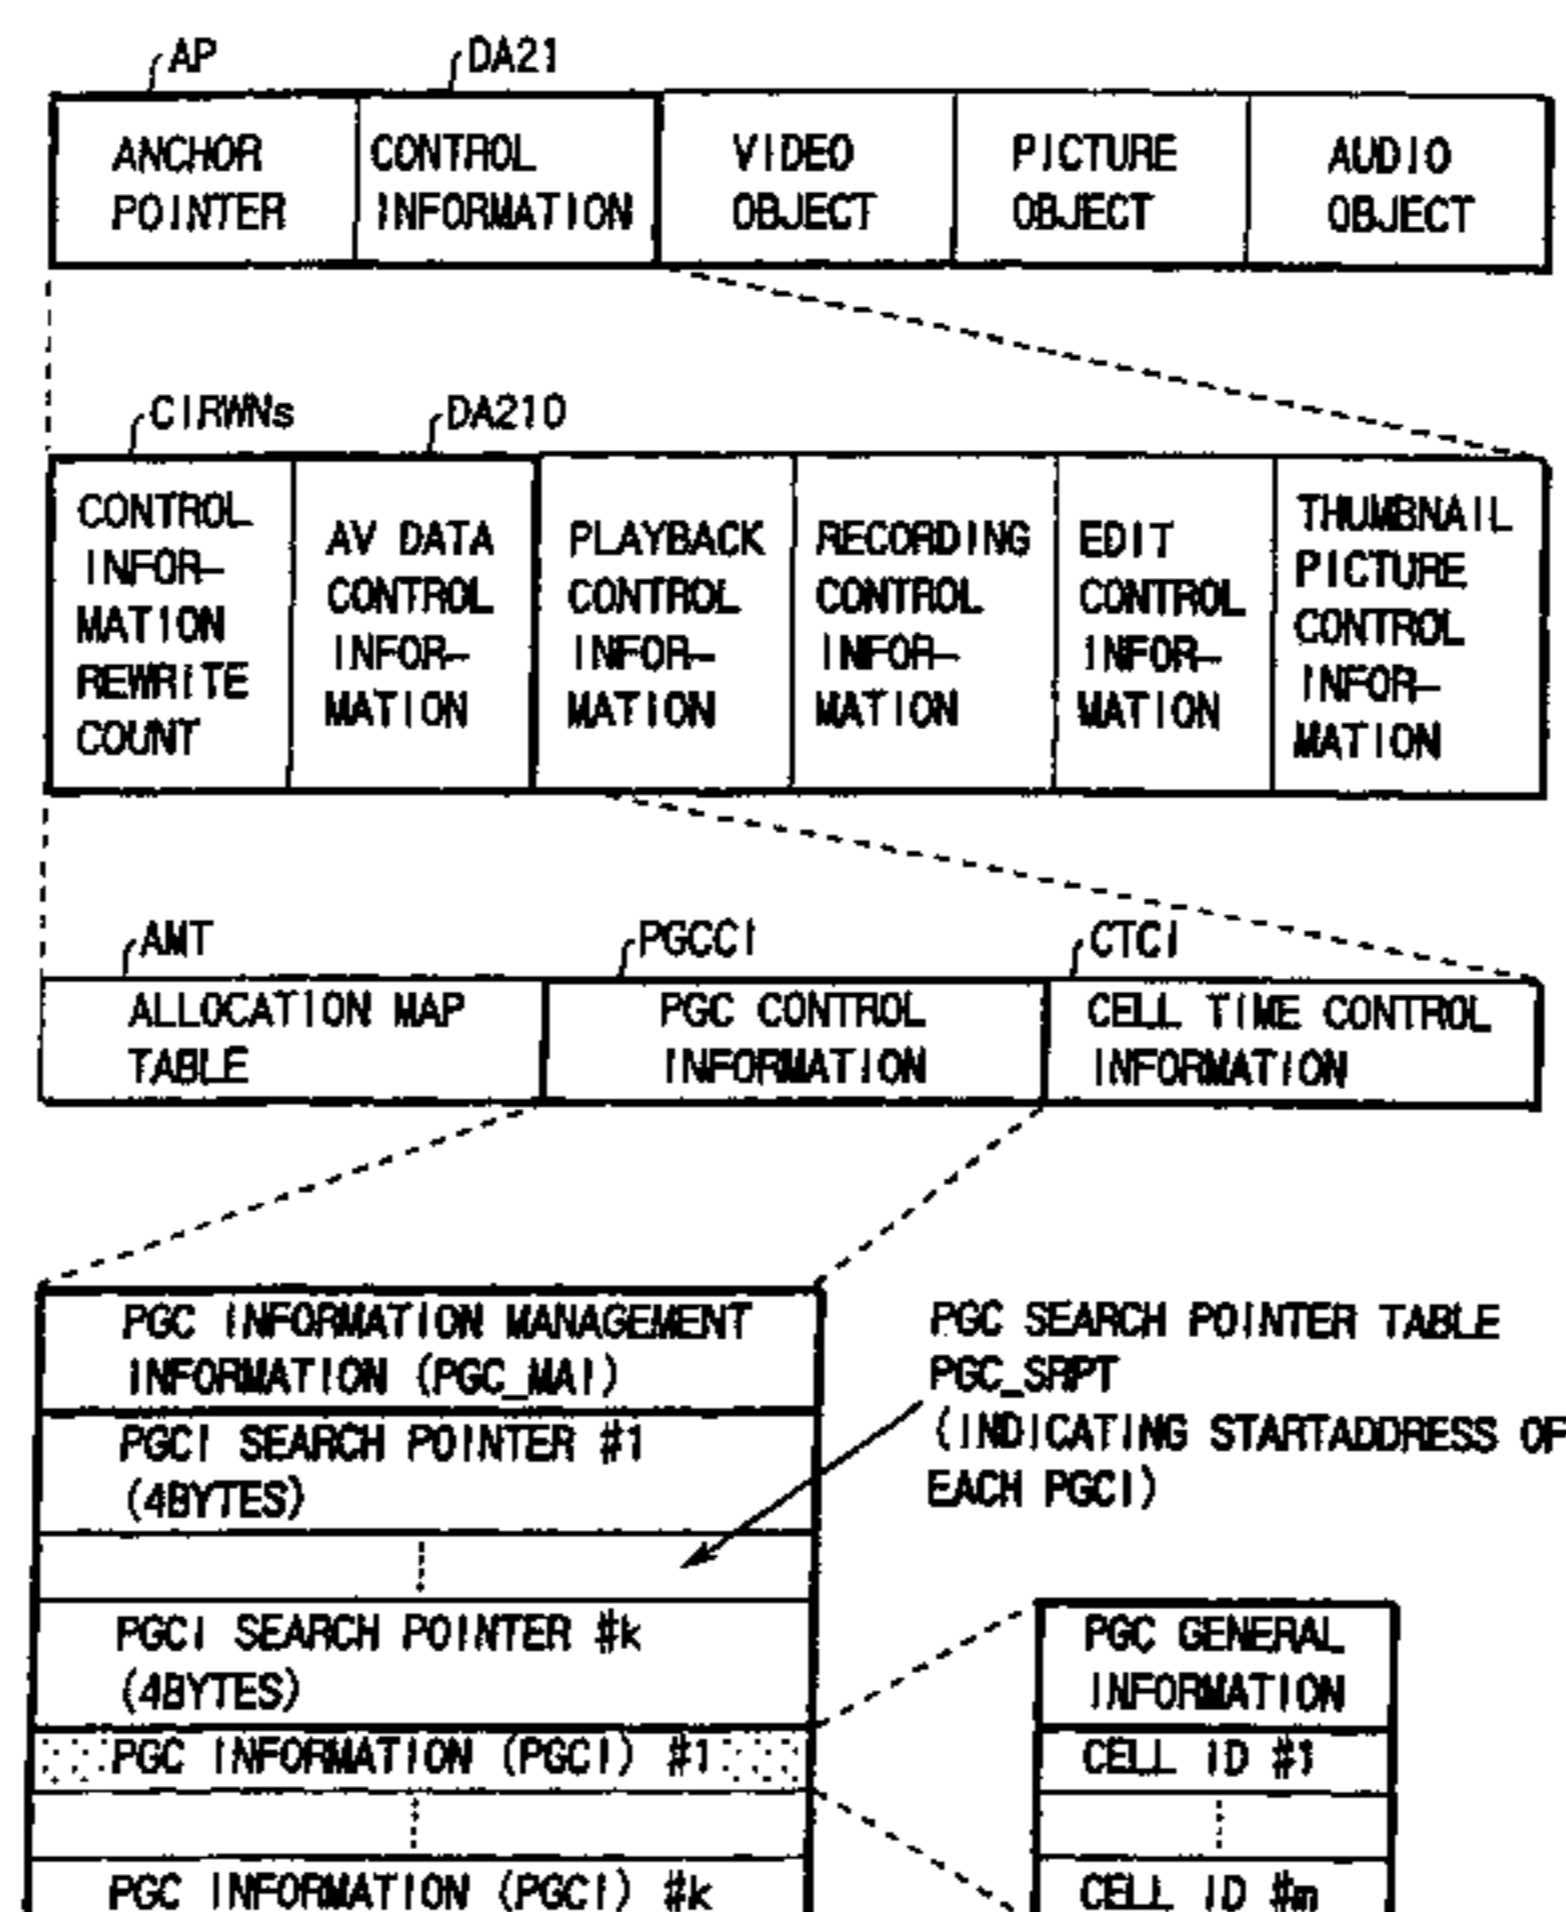 AP
DA21
ANCHOR
POINTER
CONTROL
INFORMATION
VIDEO
OBJECT
PICTURE
OBJECT
AUDIO
OBJECT
CIRWNs
DA210
CONTROL
INFOR-
MATION
REWRITE
COUNT
AV DATA
CONTROL
INFOR-
MATION
PLAYBACK
CONTROL
INFOR-
MATION
RECORDING
CONTROL
INFOR-
MATION
EDIT
CONTROL
INFOR-
MATION
THUMBNAIL
PICTURE
CONTROL
INFOR-
MATION
AMT
PGCCI
CTCI
ALLOCATION MAP
TABLE
PGC CONTROL
INFORMATION
CELL TIME CONTROL
INFORMATION
PGC INFORMATION MANAGEMENT
INFORMATION (PGC_MAI)
PGCI SEARCH POINTER #1
(4BYTES)
PGC SEARCH POINTER TABLE
PGC_SRPT
(INDICATING STARTADDRESS OF
EACH PGCI)
PGCI SEARCH POINTER #k
(4BYTES)
PGC INFORMATION (PGCI) #1
PGC INFORMATION (PGCI) #k
PGC GENERAL
INFORMATION
CELL ID #1
CELL ID #m